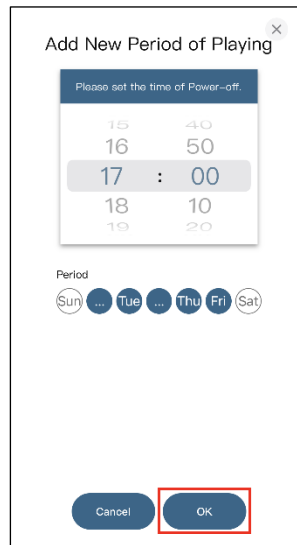 Add New Period of Playing
Please set the time of Power-off.
15 40
16 50
17 : 00
18 10
19 20
Period
Sun ... Tue ... Thu Fri Sat
Cancel OK